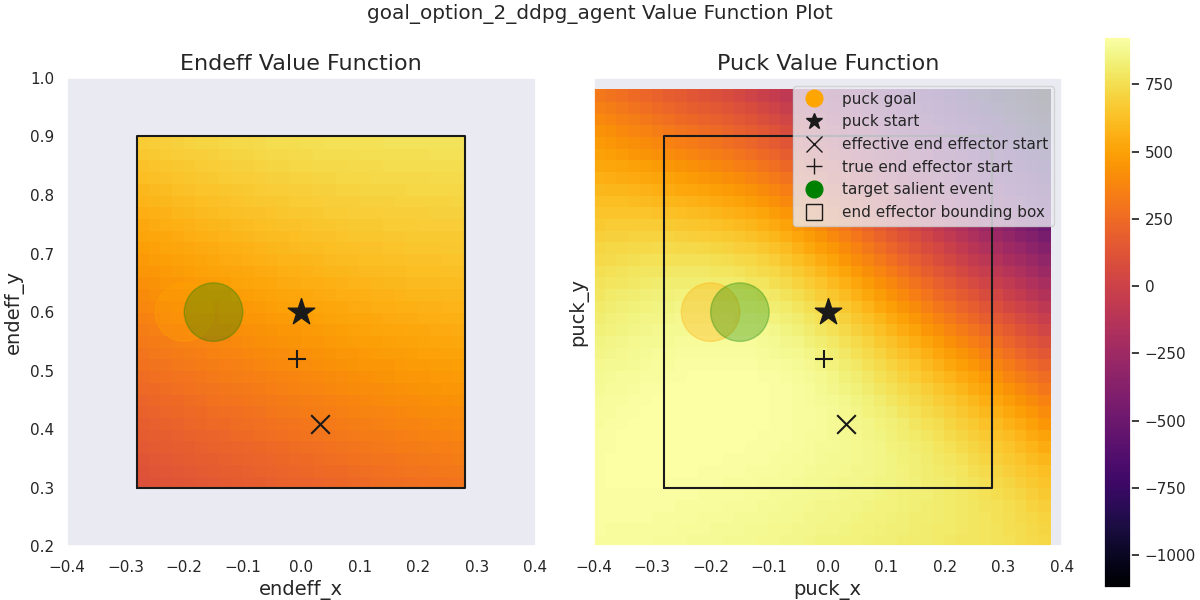 goal_option_2_ddpg_agent Value Function Plot
Endeff Value Function
1.0
0.9
0.8
0.7
0.6
0.5
0.4
0.3
0.2
endeff_y
−0.4 −0.3 −0.2 −0.1 0.0 0.1 0.2 0.3 0.4
endeff_x
Puck Value Function
puck goal
puck start
effective end effector start
true end effector start
target salient event
end effector bounding box
puck_y
−0.4 −0.3 −0.2 −0.1 0.0 0.1 0.2 0.3 0.4
puck_x
750
500
250
0
−250
−500
−750
−1000